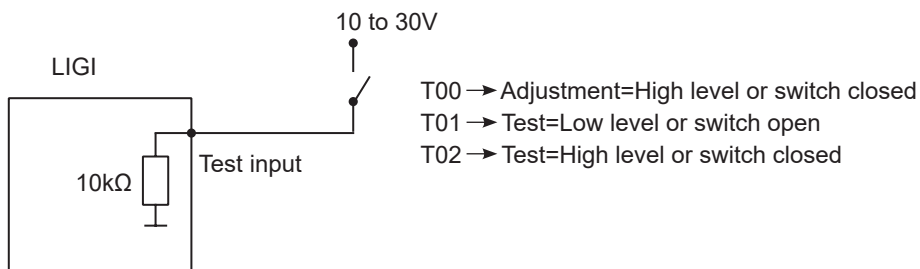 10 to 30V
LIGI
T00 → Adjustment=High level or switch closed
T01 → Test=Low level or switch open
T02 → Test=High level or switch closed
Test input
10kΩ